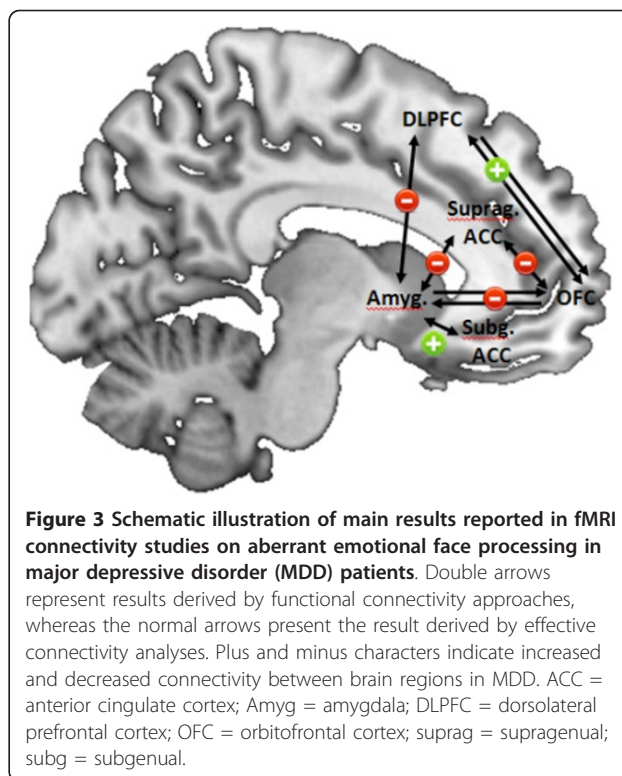 DLPFC
+
-
Suprag.
ACC
-
-
Amyg.
-
OFC
Subg.
+
ACC
Figure 3 Schematic illustration of main results reported in fMRI
connectivity studies on aberrant emotional face processing in
major depressive disorder (MDD) patients. Double arrows
represent results derived by functional connectivity approaches,
whereas the normal arrows present the result derived by effective
connectivity analyses. Plus and minus characters indicate increased
and decreased connectivity between brain regions in MDD. ACC =
anterior cingulate cortex; Amyg = amygdala; DLPFC = dorsolateral
prefrontal cortex; OFC = orbitofrontal cortex; suprag = supragenual;
subg = subgenual.